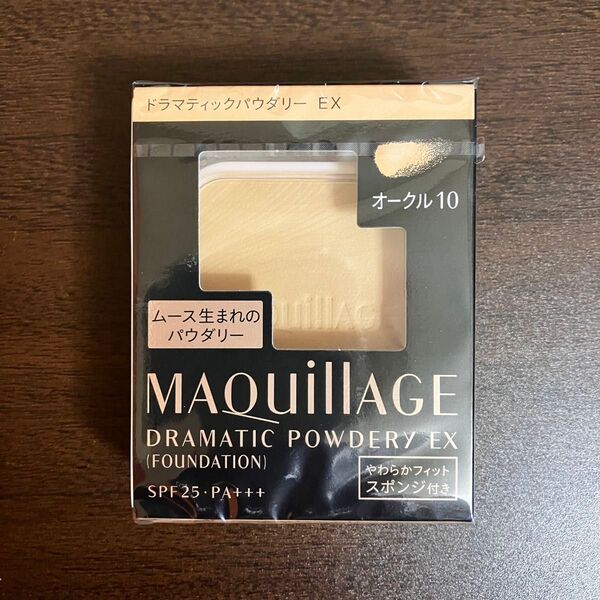 ドラマティックパウダリー EX
オークル10
MAQuillAGE
ムース生まれの
パウダリー
MAQuillAGE
DRAMATIC POWDERY EX
(FOUNDATION)
SPF25・PA+++
やわらかフィット
スポンジ付き